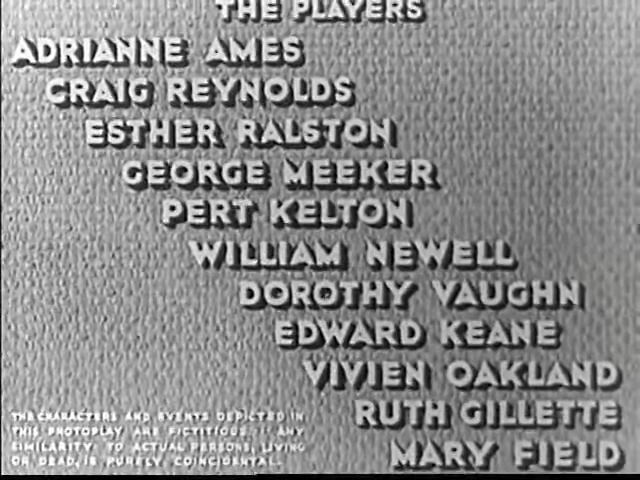 THE PLAYERS
ADRIANNE AMES
CRAIG REYNOLDS
ESTHER RALSTON
GEORGE MEEKER
PERT KELTON
WILLIAM NEWELL
DOROTHY VAUGHN
EDWARD KEANE
VIVIEN OAKLAND
RUTH GILLETTE
MARY FIELD
THE CHARACTERS AND EVENTS DEPICTED IN
THIS PHOTOPLAY ARE FICTITIOUS. IF ANY
SIMILARITY TO ACTUAL PERSONS, LIVING
OR DEAD, IS PURELY COINCIDENTAL.